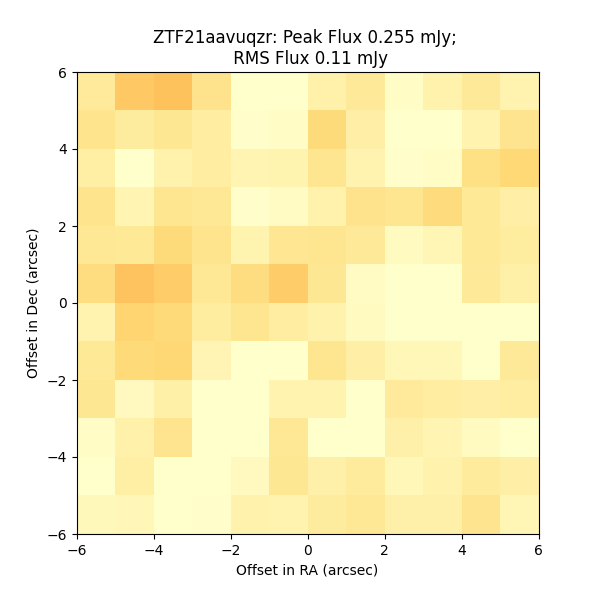 ZTF21aavuqzr: Peak Flux 0.255 mJy;
RMS Flux 0.11 mJy
6
4
2
0
−2
−4
−6
Offset in Dec (arcsec)
−6 −4 −2 0 2 4 6
Offset in RA (arcsec)